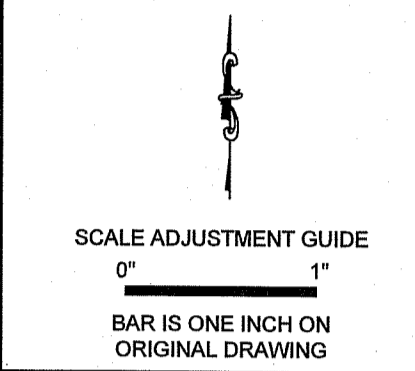 SCALE ADJUSTMENT GUIDE
0" 1"
BAR IS ONE INCH ON
ORIGINAL DRAWING